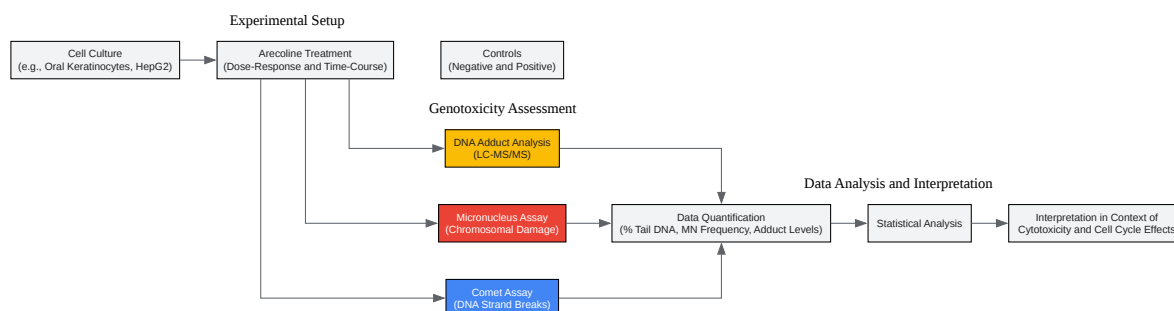 Experimental Setup
Cell Culture
(e.g., Oral Keratinocytes, HepG2)
Arecoline Treatment
(Dose-Response and Time-Course)
Controls
(Negative and Positive)
Genotoxicity Assessment
DNA Adduct Analysis
(LC-MS/MS)
Micronucleus Assay
(Chromosomal Damage)
Comet Assay
(DNA Strand Breaks)
Data Analysis and Interpretation
Data Quantification
(% Tail DNA, MN Frequency, Adduct Levels)
Statistical Analysis
Interpretation in Context of
Cytotoxicity and Cell Cycle Effects